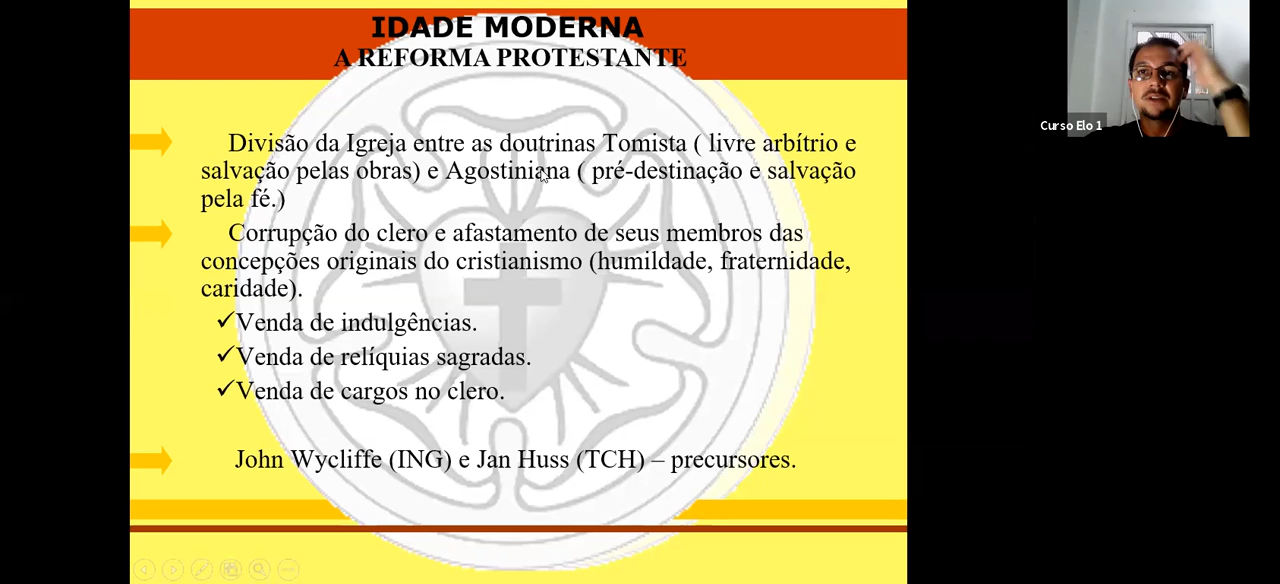 IDADE MODERNA
A REFORMA PROTESTANTE
Divisão da Igreja entre as doutrinas Tomista ( livre arbítrio e
salvação pelas obras) e Agostiniana ( pré-destinação e salvação
pela fé.)
Corrupção do clero e afastamento de seus membros das
concepções originais do cristianismo (humildade, fraternidade,
caridade).
✓Venda de indulgências.
✓Venda de relíquias sagradas.
✓Venda de cargos no clero.
John Wycliffe (ING) e Jan Huss (TCH) – precursores.
Curso Elo 1